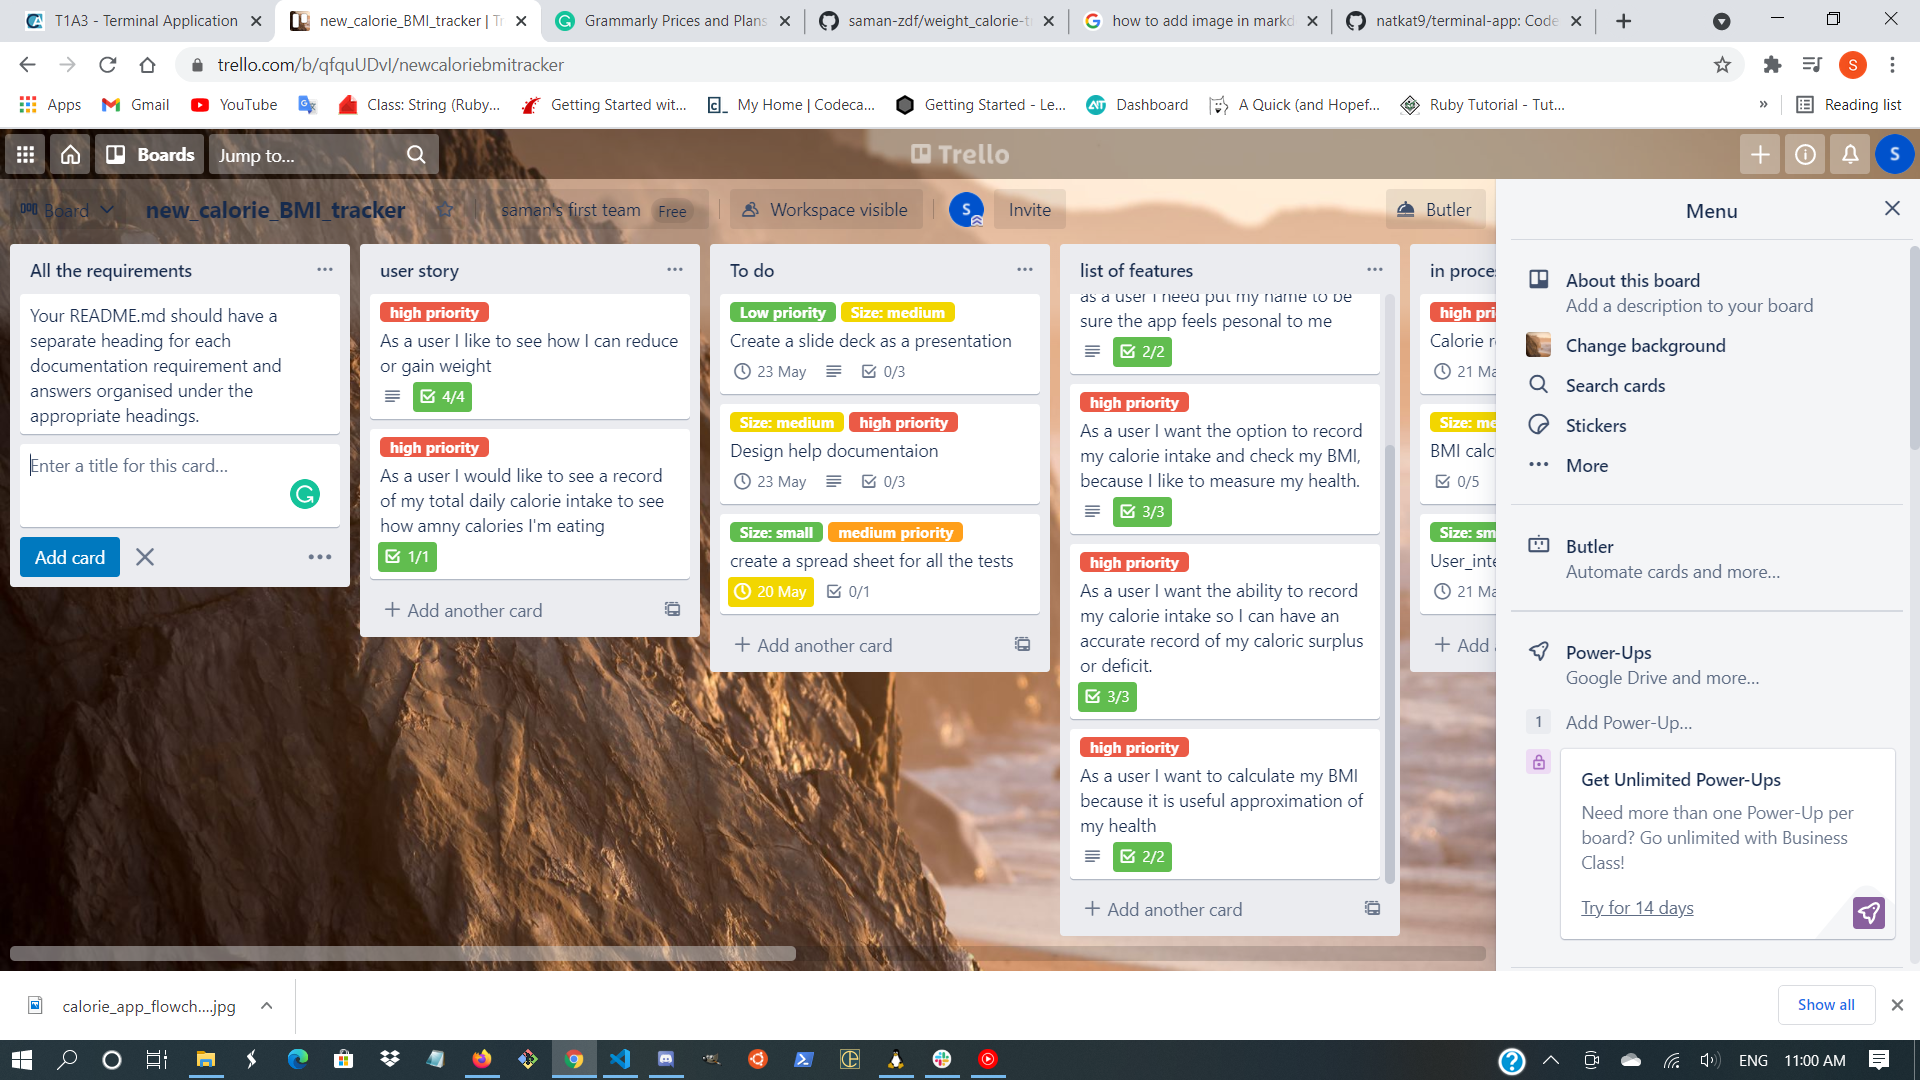 T1A3 - Terminal Application
new_calorie_BMI_tracker | Tr
Grammarly Prices and Plans
saman-zdf/weight_calorie-t
how to add image in markd
natkat9/terminal-app: Code
trello.com/b/qfquUDvI/newcaloriebmitracker
S
Apps
Gmail
YouTube
Class: String (Ruby...
Getting Started wit...
My Home | Codeca...
Getting Started - Le...
Dashboard
A Quick (and Hopef...
Ruby Tutorial - Tut...
»
Reading list
Boards
Jump to...
Trello
S
Board
new_calorie_BMI_tracker
saman's first team
Free
Workspace visible
S
Invite
Butler
All the requirements
Your README.md should have a
separate heading for each
documentation requirement and
answers organised under the
appropriate headings.
Enter a title for this card...
Add card
user story
high priority
As a user I like to see how I can reduce
or gain weight
4/4
high priority
As a user I would like to see a record
of my total daily calorie intake to see
how amny calories I'm eating
1/1
Add another card
To do
Low priority
Size: medium
Create a slide deck as a presentation
23 May
0/3
Size: medium
high priority
Design help documentaion
23 May
0/3
Size: small
medium priority
create a spread sheet for all the tests
20 May
0/1
Add another card
list of features
as a user I need put my name to be
sure the app feels pesonal to me
2/2
high priority
As a user I want the option to record
my calorie intake and check my BMI,
because I like to measure my health.
3/3
high priority
As a user I want the ability to record
my calorie intake so I can have an
accurate record of my caloric surplus
or deficit.
3/3
high priority
As a user I want to calculate my BMI
because it is useful approximation of
my health
2/2
Add another card
in proces
high pri
Calorie r
21 Ma
Size: me
BMI calc
0/5
Size: sm
User_inte
21 Ma
Add a
Menu
About this board
Add a description to your board
Change background
Search cards
Stickers
More
Butler
Automate cards and more...
Power-Ups
Google Drive and more...
1
Add Power-Up...
Get Unlimited Power-Ups
Need more than one Power-Up per
board? Go unlimited with Business
Class!
Try for 14 days
calorie_app_flowch....jpg
Show all
ENG
11:00 AM